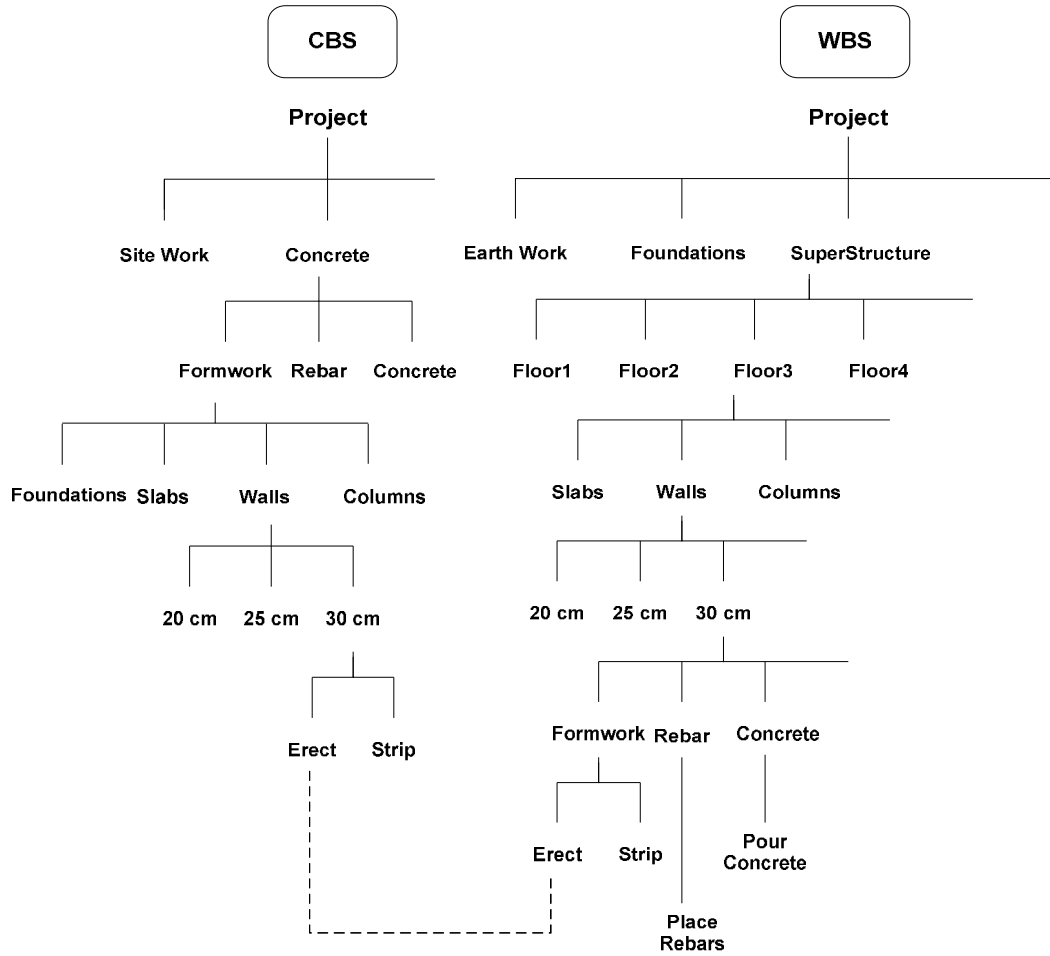 CBS
WBS
Project
Project
Site Work
Concrete
Earth Work
Foundations
SuperStructure
Formwork
Rebar
Concrete
Floor1
Floor2
Floor3
Floor4
Foundations
Slabs
Walls
Columns
Slabs
Walls
Columns
20 cm
25 cm
30 cm
20 cm
25 cm
30 cm
Erect
Strip
Formwork
Rebar
Concrete
Erect
Strip
Pour
Concrete
Place
Rebars